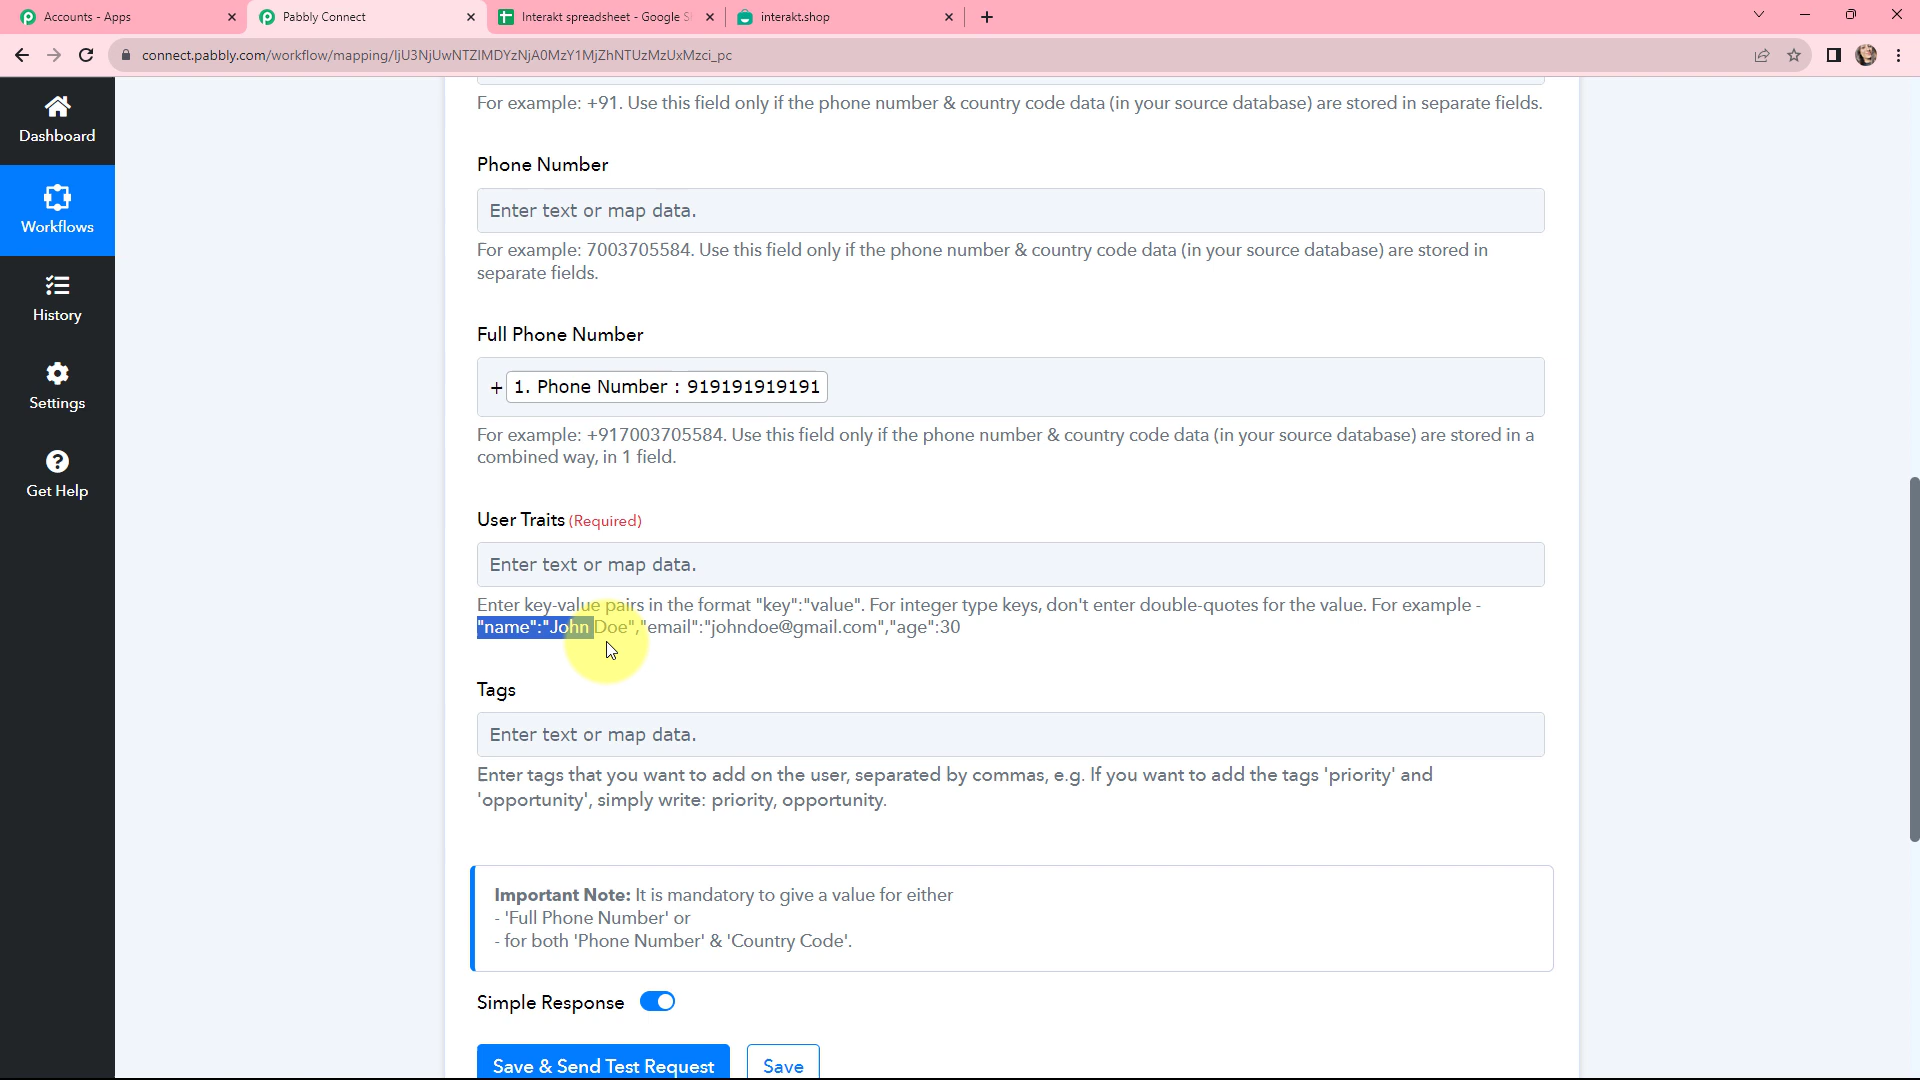 Accounts - Apps
Pabbly Connect
Interakt spreadsheet - Google S
interakt.shop
connect.pabbly.com/workflow/mapping/IjU3NjUwNTZlMDYzNjA0MzY1MjZhNTUzMzUxMzci_pc
Dashboard
Workflows
History
Settings
Get Help
For example: +91. Use this field only if the phone number & country code data (in your source database) are stored in separate fields.
Phone Number
Enter text or map data.
For example: 7003705584. Use this field only if the phone number & country code data (in your source database) are stored in
separate fields.
Full Phone Number
+ 1. Phone Number : 919191919191
For example: +917003705584. Use this field only if the phone number & country code data (in your source database) are stored in a
combined way, in 1 field.
User Traits (Required)
Enter text or map data.
Enter key-value pairs in the format "key":"value". For integer type keys, don't enter double-quotes for the value. For example -
"name":"John Doe","email":"johndoe@gmail.com","age":30
Tags
Enter text or map data.
Enter tags that you want to add on the user, separated by commas, e.g. If you want to add the tags 'priority' and
'opportunity', simply write: priority, opportunity.
Important Note: It is mandatory to give a value for either
- 'Full Phone Number' or
- for both 'Phone Number' & 'Country Code'.
Simple Response
Save & Send Test Request
Save